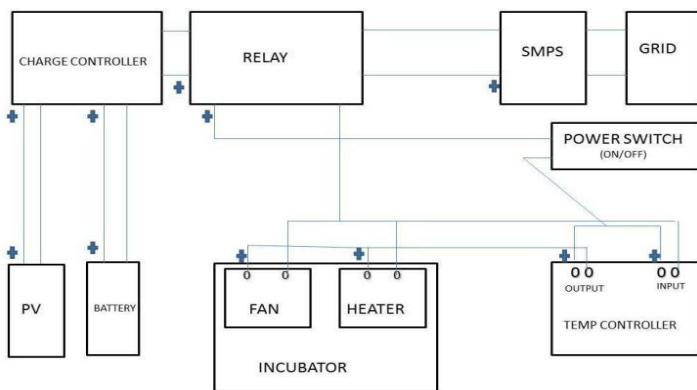 CHARGE CONTROLLER
RELAY
SMPS
GRID
POWER SWITCH
(ON/OFF)
PV
BATTERY
0 0
0 0
FAN
HEATER
INCUBATOR
0 0
0 0
OUTPUT
INPUT
TEMP CONTROLLER